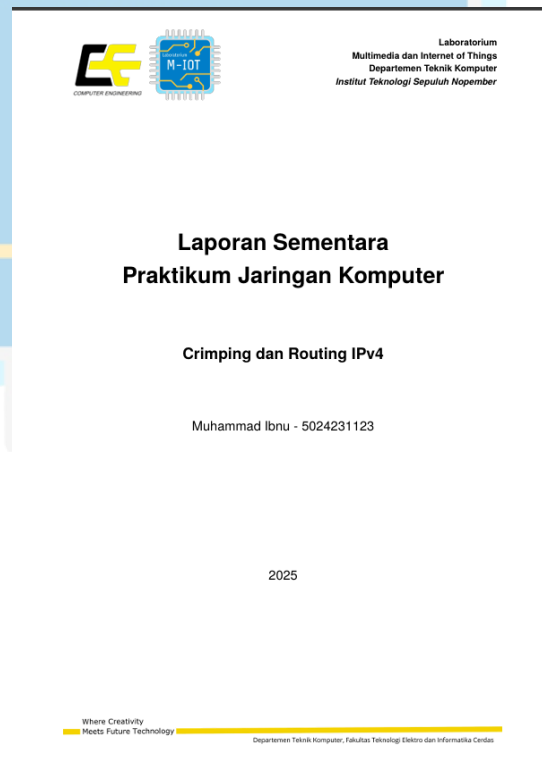 COMPUTER ENGINEERING
Laboratorium
M-IOT
Laboratorium
Multimedia dan Internet of Things
Departemen Teknik Komputer
Institut Teknologi Sepuluh Nopember
Laporan Sementara
Praktikum Jaringan Komputer
Crimping dan Routing IPv4
Muhammad Ibnu - 5024231123
2025
Where Creativity
Meets Future Technology
Departemen Teknik Komputer, Fakultas Teknologi Elektro dan Informatika Cerdas